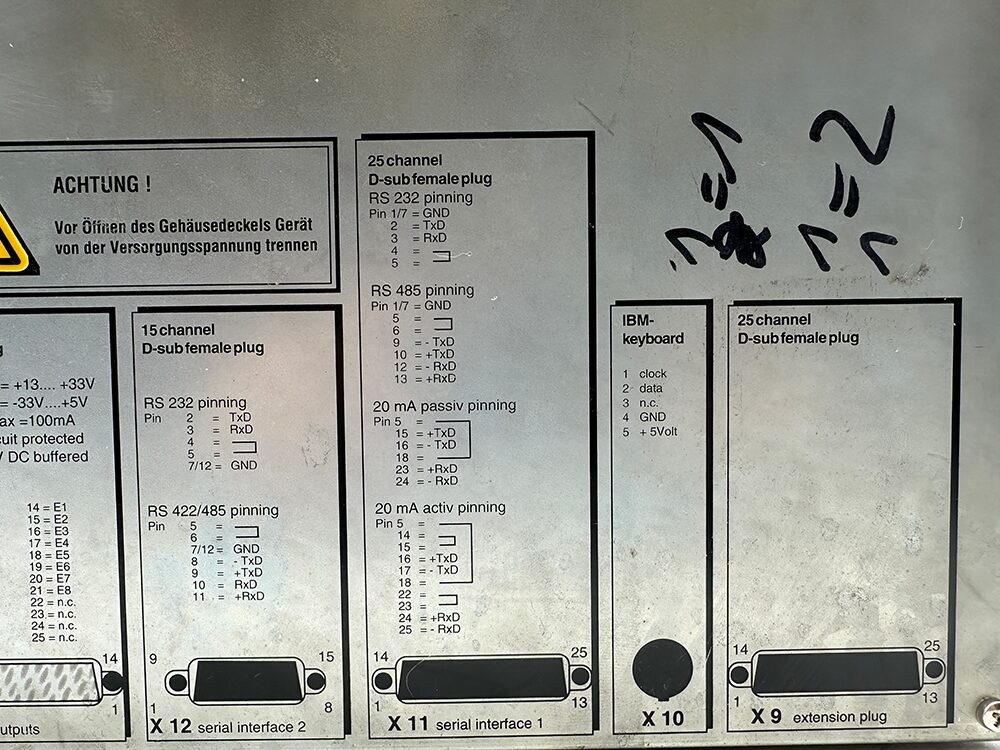 ACHTUNG !
Vor Öffnen des Gehäusedeckels Gerät
von der Versorgungsspannung trennen
= +13.... +33V
= -33V....+5V
ax =100mA
cuit protected
V DC buffered
14 = E1
15 = E2
16 = E3
17 = E4
18 = E5
19 = E6
20 = E7
21 = E8
22 = n.c.
23 = n.c.
24 = n.c.
25 = n.c.
14
1
utputs
15 channel
D-sub female plug
RS 232 pinning
Pin 2 = TxD
3 = RxD
4 =
5 =
7/12 = GND
RS 422/485 pinning
Pin 5 =
6 =
7/12 = GND
8 = - TxD
9 = +TxD
10 = RxD
11 = +RxD
9 15
1 8
X 12 serial interface 2
25 channel
D-sub female plug
RS 232 pinning
Pin 1/7 = GND
2 = TxD
3 = RxD
4 =
5 =
RS 485 pinning
Pin 1/7 = GND
5 =
6 =
9 = - TxD
10 = +TxD
12 = - RxD
13 = +RxD
20 mA passiv pinning
Pin 5 =
15 = +TxD
16 = - TxD
18 =
23 = +RxD
24 = - RxD
20 mA activ pinning
Pin 5 =
14 =
15 =
16 = +TxD
17 = - TxD
18 =
22 =
23 =
24 = +RxD
25 = - RxD
14 25
1 13
X 11 serial interface 1
IBM-
keyboard
1 clock
2 data
3 n.c.
4 GND
5 + 5Volt
X 10
25 channel
D-sub female plug
14 25
1 13
X 9 extension plug